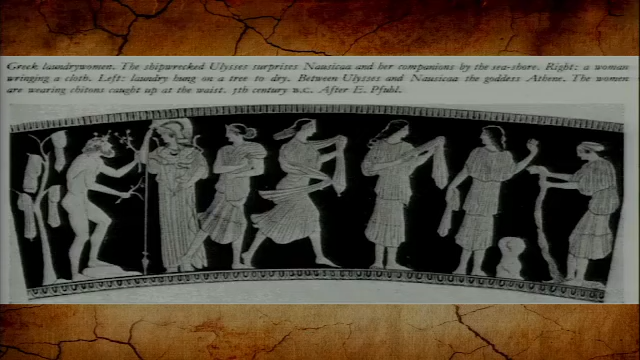 Greek laundrywomen. The shipwrecked Ulysses surprises Nausicaa and her companions by the sea-shore. Right: a woman
wringing a cloth. Left: laundry hung on a tree to dry. Between Ulysses and Nausicaa the goddess Athene. The women
are wearing chitons caught up at the waist. 5th century B.C. After E. Pfuhl.